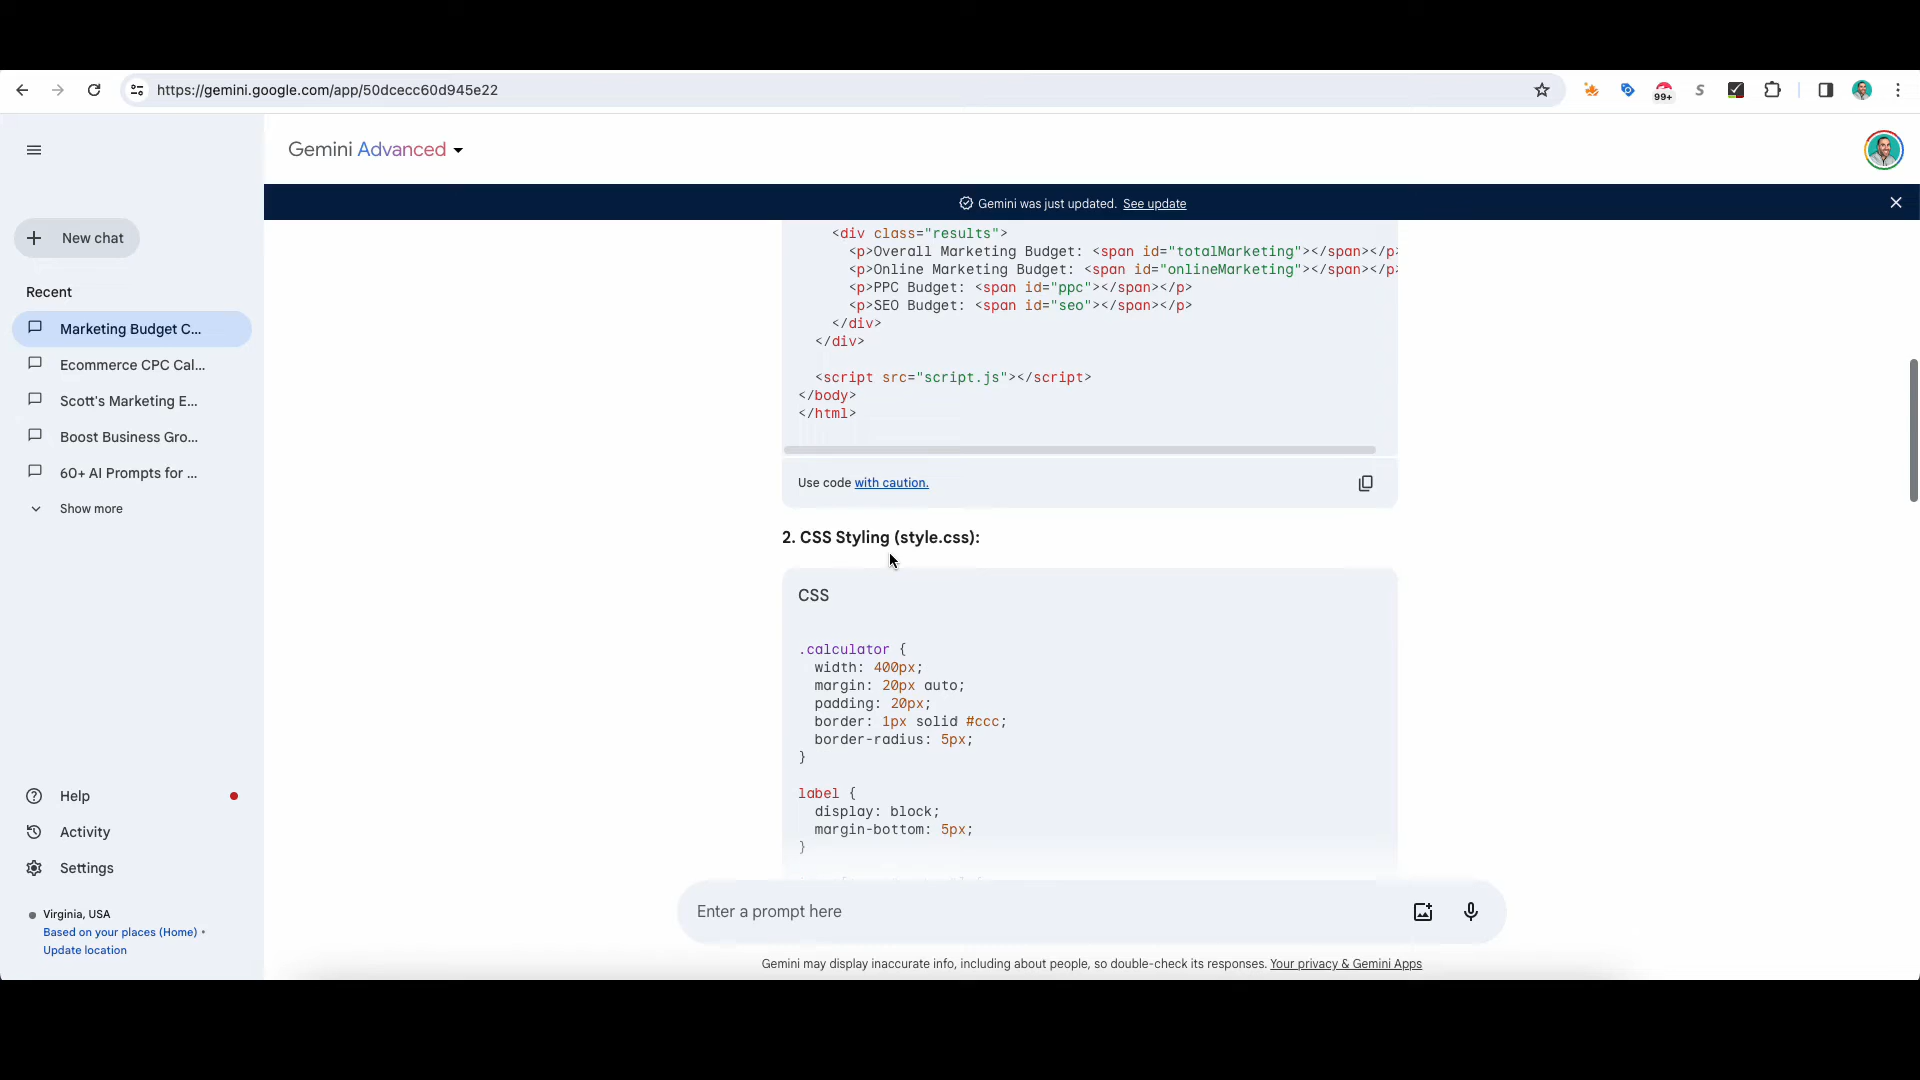 https://gemini.google.com/app/50dcecc60d945e22
99+
S
Gemini Advanced
Gemini was just updated. See update
New chat
Recent
Marketing Budget C...
Ecommerce CPC Cal...
Scott's Marketing E...
Boost Business Gro...
60+ AI Prompts for ...
Show more
Help
Activity
Settings
Virginia, USA
Based on your places (Home) •
Update location
<div class="results">
<p>Overall Marketing Budget: <span id="totalMarketing"></span></p>
<p>Online Marketing Budget: <span id="onlineMarketing"></span></p>
<p>PPC Budget: <span id="ppc"></span></p>
<p>SEO Budget: <span id="seo"></span></p>
</div>
</div>
<script src="script.js"></script>
</body>
</html>
Use code with caution.
2. CSS Styling (style.css):
CSS
.calculator {
width: 400px;
margin: 20px auto;
padding: 20px;
border: 1px solid #ccc;
border-radius: 5px;
}
label {
display: block;
margin-bottom: 5px;
}
Enter a prompt here
Gemini may display inaccurate info, including about people, so double-check its responses. Your privacy & Gemini Apps